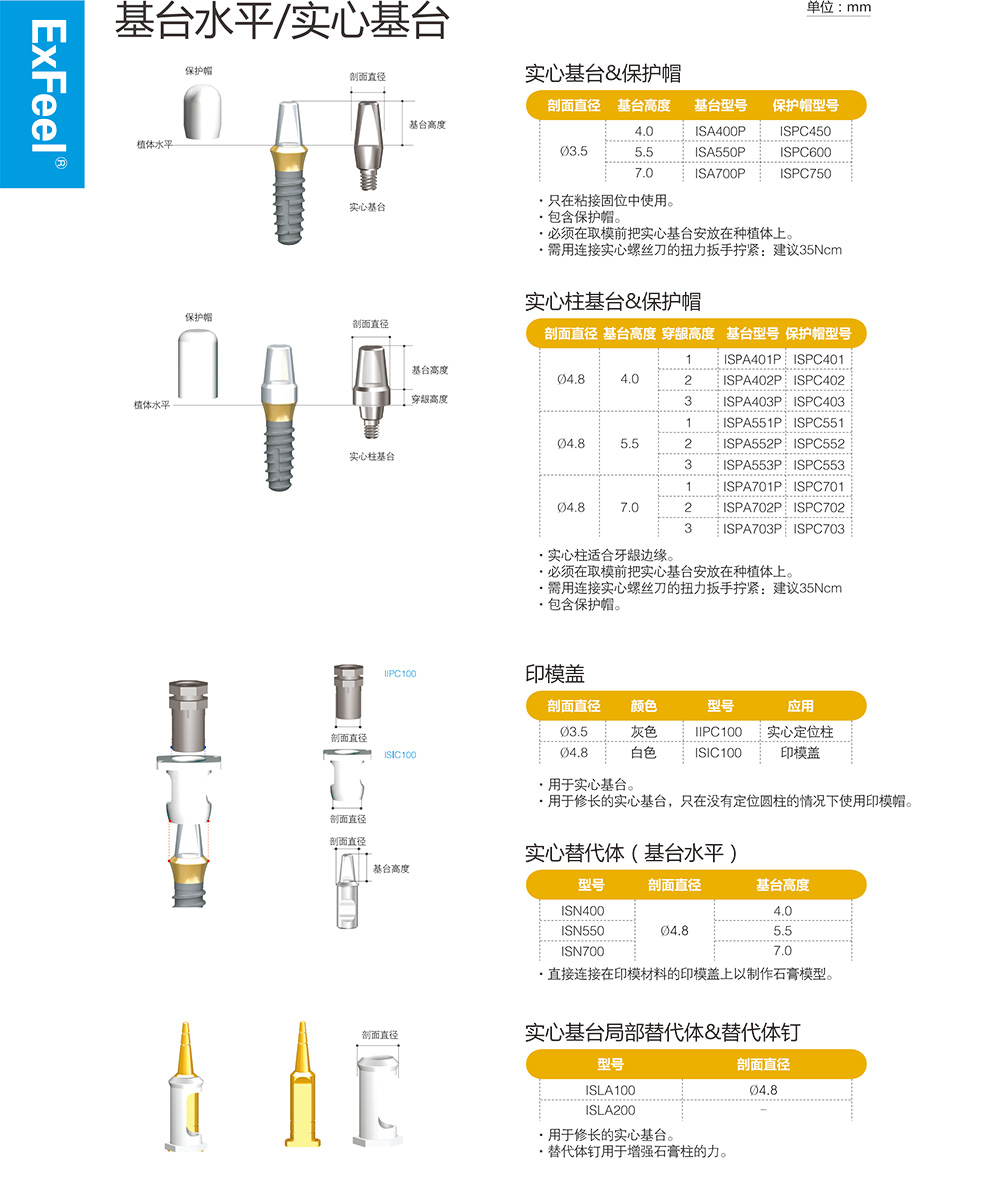 基台水平/实心基台
单位：mm
ExFeel®
保护帽
剖面直径
基台高度
植体水平
实心基台
实心基台&保护帽
剖面直径 基台高度 基台型号 保护帽型号
Ø3.5
4.0 ISA400P ISPC450
5.5 ISA550P ISPC600
7.0 ISA700P ISPC750
·只在粘接固位中使用。
·包含保护帽。
·必须在取模前把实心基台安放在种植体上。
·需用连接实心螺丝刀的扭力扳手拧紧：建议35Ncm
保护帽
剖面直径
基台高度
穿龈高度
植体水平
实心柱基台
实心柱基台&保护帽
剖面直径 基台高度 穿龈高度 基台型号 保护帽型号
Ø4.8 4.0
1 ISPA401P ISPC401
2 ISPA402P ISPC402
3 ISPA403P ISPC403
Ø4.8 5.5
1 ISPA551P ISPC551
2 ISPA552P ISPC552
3 ISPA553P ISPC553
Ø4.8 7.0
1 ISPA701P ISPC701
2 ISPA702P ISPC702
3 ISPA703P ISPC703
·实心柱适合牙龈边缘。
·必须在取模前把实心基台安放在种植体上。
·需用连接实心螺丝刀的扭力扳手拧紧：建议35Ncm
·包含保护帽。
IIPC100
剖面直径
ISIC100
剖面直径
剖面直径
基台高度
印模盖
剖面直径 颜色 型号 应用
Ø3.5 灰色 IIPC100 实心定位柱
Ø4.8 白色 ISIC100 印模盖
·用于实心基台。
·用于修长的实心基台，只在没有定位圆柱的情况下使用印模帽。
实心替代体（基台水平）
型号 剖面直径 基台高度
ISN400 4.0
ISN550 Ø4.8 5.5
ISN700 7.0
·直接连接在印模材料的印模盖上以制作石膏模型。
剖面直径
实心基台局部替代体&替代体钉
型号 剖面直径
ISLA100 Ø4.8
ISLA200 –
·用于修长的实心基台。
·替代体钉用于增强石膏柱的力。